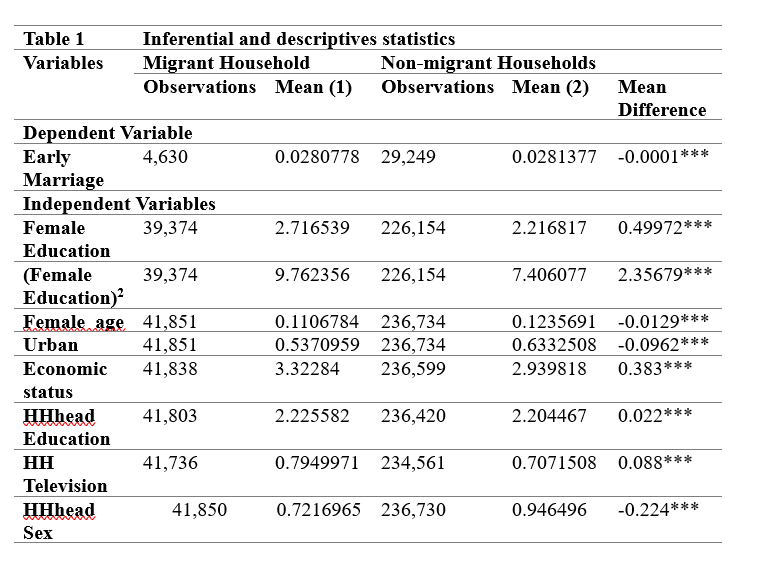 Table 1 Inferential and descriptives statistics
Variables Migrant Household Non-migrant Households
Observations Mean (1) Observations Mean (2) Mean
Difference
Dependent Variable
Early 4,630 0.0280778 29,249 0.0281377 -0.0001***
Marriage
Independent Variables
Female 39,374 2.716539 226,154 2.216817 0.49972***
Education
(Female 39,374 9.762356 226,154 7.406077 2.35679***
Education)²
Female_age 41,851 0.1106784 236,734 0.1235691 -0.0129***
Urban 41,851 0.5370959 236,734 0.6332508 -0.0962***
Economic 41,838 3.32284 236,599 2.939818 0.383***
status
HHhead 41,803 2.225582 236,420 2.204467 0.022***
Education
HH 41,736 0.7949971 234,561 0.7071508 0.088***
Television
HHhead 41,850 0.7216965 236,730 0.946496 -0.224***
Sex